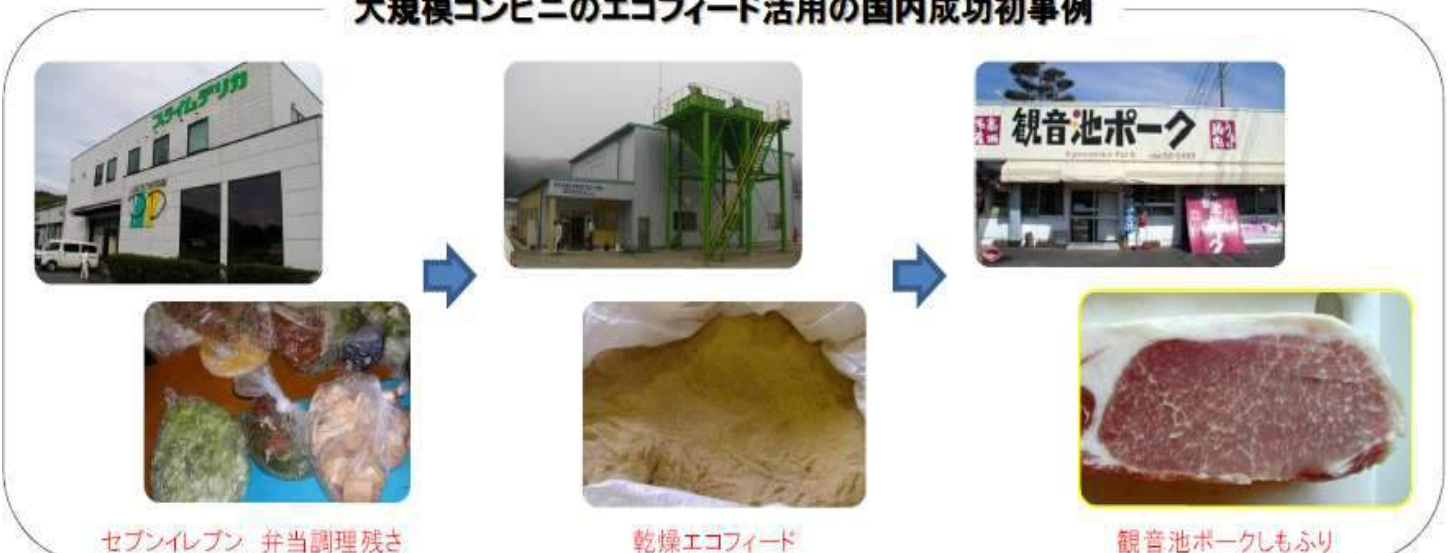 大規模コンビニのエコフィード活用の国内成功初事例
プライムデリカ
観音池ポーク
セブンイレブン 弁当調理残さ
乾燥エコフィード
観音池ポークしもふり